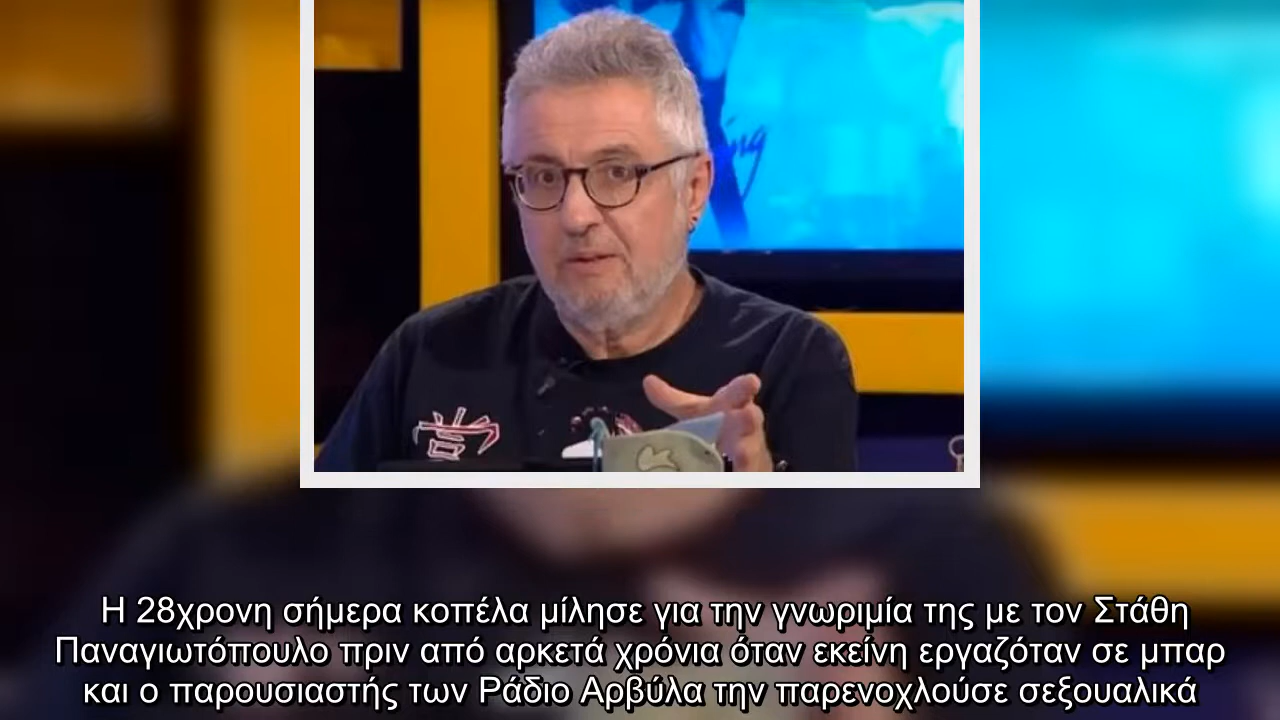 Η 28χρονη σήμερα κοπέλα μίλησε για την γνωριμία της με τον Στάθη
Παναγιωτόπουλο πριν από αρκετά χρόνια όταν εκείνη εργαζόταν σε μπαρ
και ο παρουσιαστής των Ράδιο Αρβύλα την παρενοχλούσε σεξουαλικά